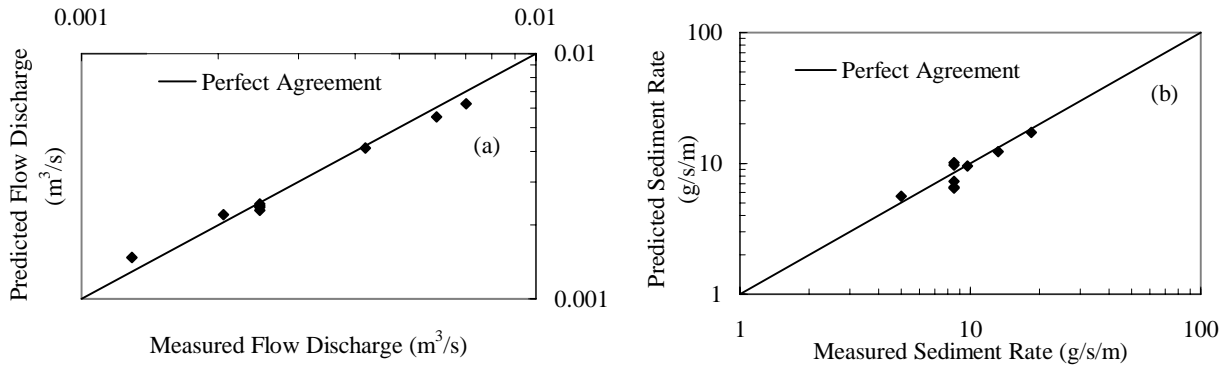 0.001
0.01
Predicted Flow Discharge
(m³/s)
Perfect Agreement
(a)
0.01
0.001
Measured Flow Discharge (m³/s)
Predicted Sediment Rate
(g/s/m)
100
10
1
Perfect Agreement
(b)
1
10
100
Measured Sediment Rate (g/s/m)